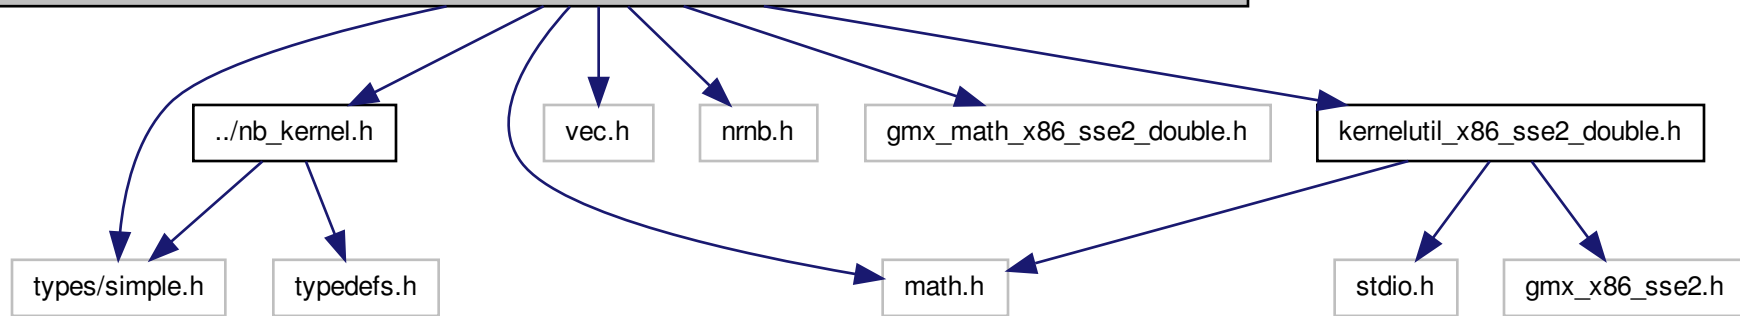 ../nb_kernel.h
vec.h
nrnb.h
gmx_math_x86_sse2_double.h
kernelutil_x86_sse2_double.h
types/simple.h
typedefs.h
math.h
stdio.h
gmx_x86_sse2.h